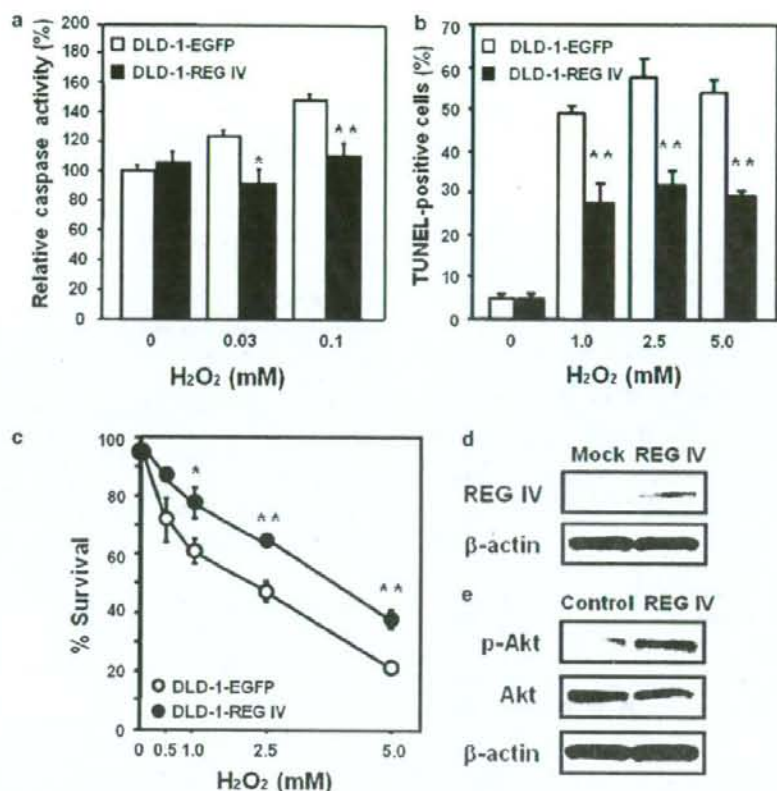 a
Relative caspase activity (%)
200
180
160
140
120
100
80
60
40
20
0
DLD-1-EGFP
DLD-1-REG IV
*
**
0 0.03 0.1
H2O2 (mM)
b
TUNEL-positive cells (%)
70
60
50
40
30
20
10
0
DLD-1-EGFP
DLD-1-REG IV
**
**
**
0 1.0 2.5 5.0
H2O2 (mM)
c
% Survival
100
80
60
40
20
0
*
**
**
DLD-1-EGFP
DLD-1-REG IV
0 0.5 1.0 2.5 5.0
H2O2 (mM)
d
Mock REG IV
REG IV
β-actin
e
Control REG IV
p-Akt
Akt
β-actin